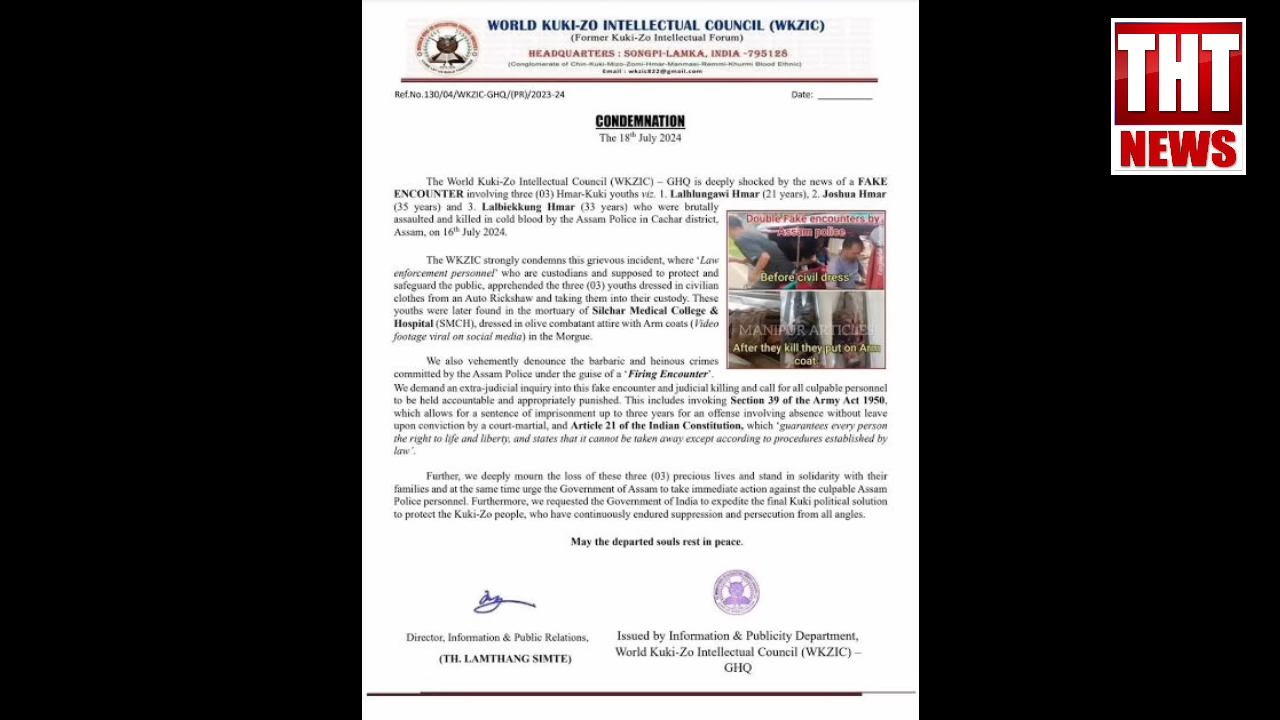 WORLD KUKI-ZO INTELLECTUAL COUNCIL (WKZIC)
(Former Kuki-Zo Intellectual Forum)
HEADQUARTERS : SONGPI-LAMKA, INDIA -795128
(Conglomerate of Chin-Kuki-Mizo-Zomi-Hmar-Manmasi-Remmi-Khurmi Blood Ethnic)
Email : wkzic822@gmail.com
THT
NEWS
Ref.No.130/04/WKZIC-GHQ/(PR)/2023-24
Date: ___________
CONDEMNATION
The 18th July 2024
The World Kuki-Zo Intellectual Council (WKZIC) – GHQ is deeply shocked by the news of a FAKE
ENCOUNTER involving three (03) Hmar-Kuki youths viz. 1. Lalhlungawi Hmar (21 years), 2. Joshua Hmar
(35 years) and 3. Lalbiekkung Hmar (33 years) who were brutally
assaulted and killed in cold blood by the Assam Police in Cachar district,
Assam, on 16th July 2024.
The WKZIC strongly condemns this grievous incident, where ‘Law
enforcement personnel’ who are custodians and supposed to protect and
safeguard the public, apprehended the three (03) youths dressed in civilian
clothes from an Auto Rickshaw and taking them into their custody. These
youths were later found in the mortuary of Silchar Medical College &
Hospital (SMCH), dressed in olive combatant attire with Arm coats (Video
footage viral on social media) in the Morgue.
Double Fake encounters by
Assam police
Before civil dress
MANIPUR ARTICLES
After they kill they put on Arm
coat.
We also vehemently denounce the barbaric and heinous crimes
committed by the Assam Police under the guise of a ‘Firing Encounter’.
We demand an extra-judicial inquiry into this fake encounter and judicial killing and call for all culpable personnel
to be held accountable and appropriately punished. This includes invoking Section 39 of the Army Act 1950,
which allows for a sentence of imprisonment up to three years for an offense involving absence without leave
upon conviction by a court-martial, and Article 21 of the Indian Constitution, which ‘guarantees every person
the right to life and liberty, and states that it cannot be taken away except according to procedures established by
law’.
Further, we deeply mourn the loss of these three (03) precious lives and stand in solidarity with their
families and at the same time urge the Government of Assam to take immediate action against the culpable Assam
Police personnel. Furthermore, we requested the Government of India to expedite the final Kuki political solution
to protect the Kuki-Zo people, who have continuously endured suppression and persecution from all angles.
May the departed souls rest in peace.
Director, Information & Public Relations,
(TH. LAMTHANG SIMTE)
Issued by Information & Publicity Department,
World Kuki-Zo Intellectual Council (WKZIC) –
GHQ